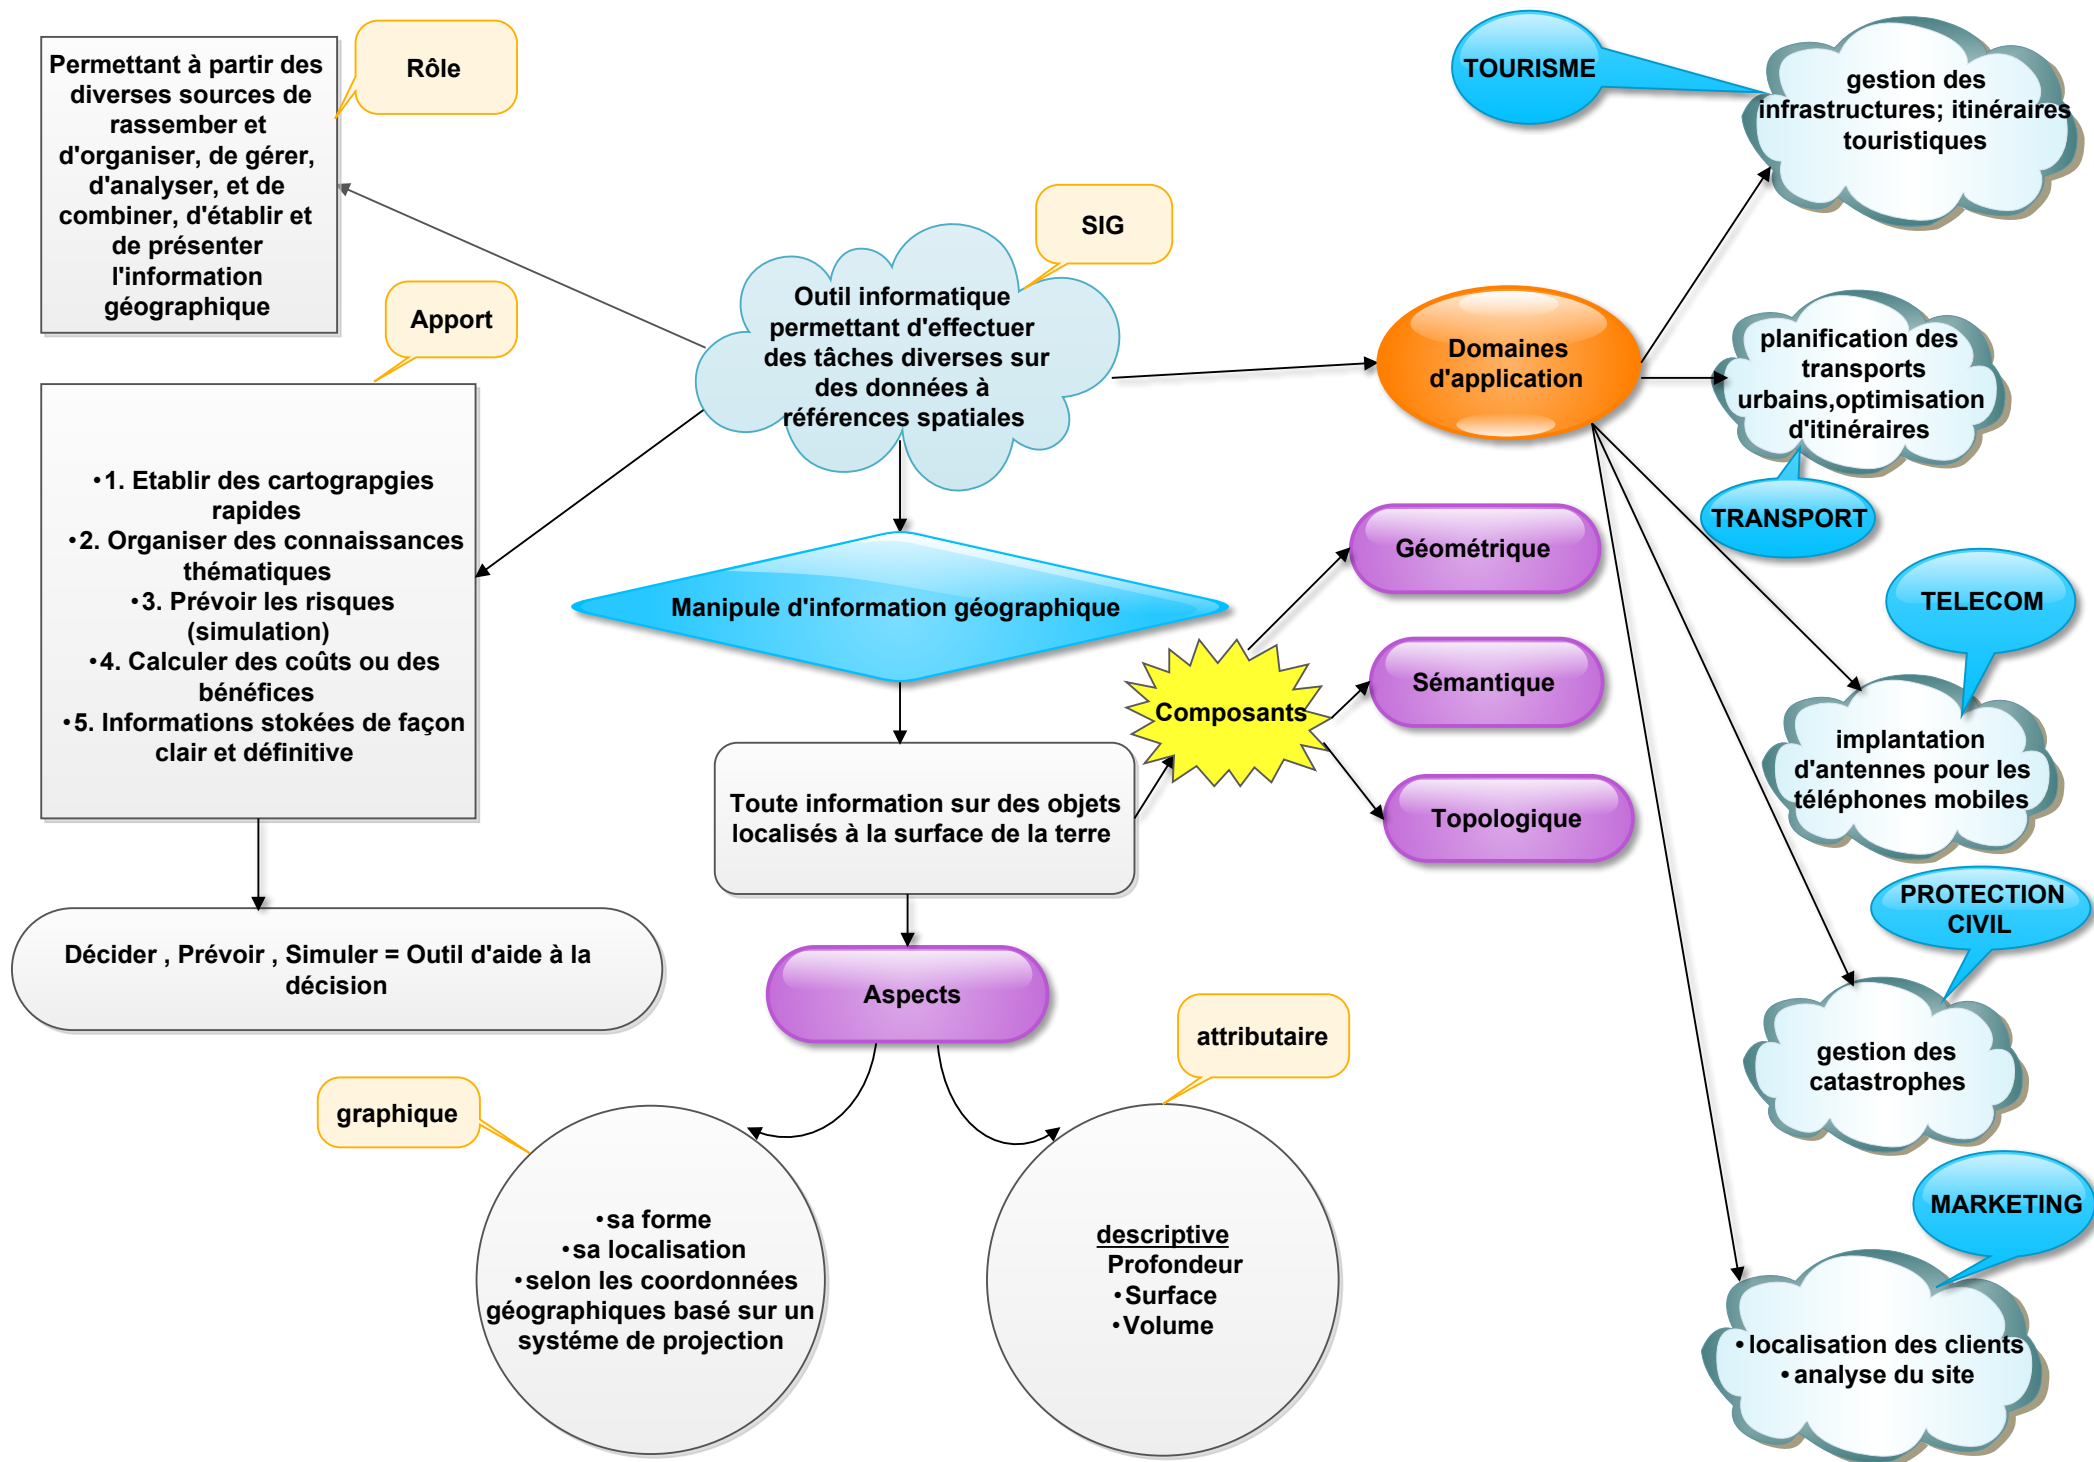 Rôle
Permettant à partir des
diverses sources de
rassember et
d'organiser, de gérer,
d'analyser, et de
combiner, d'établir et
de présenter
l'information
géographique
Apport
•1. Etablir des cartograpgies
rapides
•2. Organiser des connaissances
thématiques
•3. Prévoir les risques
(simulation)
•4. Calculer des coûts ou des
bénéfices
•5. Informations stokées de façon
clair et définitive
Décider , Prévoir , Simuler = Outil d'aide à la
décision
SIG
Outil informatique
permettant d'effectuer
des tâches diverses sur
des données à
références spatiales
Manipule d'information géographique
Toute information sur des objets
localisés à la surface de la terre
Composants
Géométrique
Sémantique
Topologique
Aspects
graphique
•sa forme
•sa localisation
•selon les coordonnées
géographiques basé sur un
systéme de projection
attributaire
descriptive
Profondeur
•Surface
•Volume
Domaines
d'application
TOURISME
gestion des
infrastructures; itinéraires
touristiques
planification des
transports
urbains,optimisation
d'itinéraires
TRANSPORT
TELECOM
implantation
d'antennes pour les
téléphones mobiles
PROTECTION
CIVIL
gestion des
catastrophes
MARKETING
•localisation des clients
•analyse du site